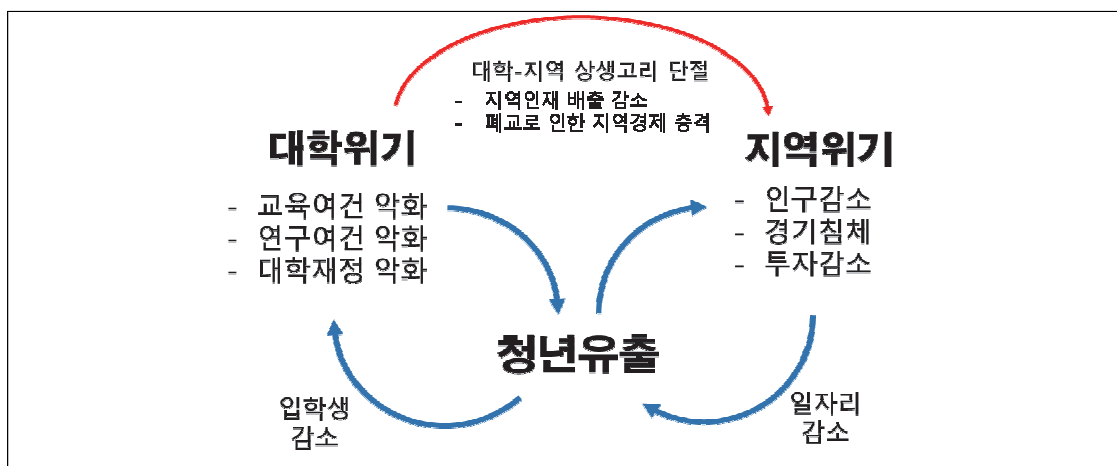 대학-지역 상생고리 단절
- 지역인재 배출 감소
- 폐교로 인한 지역경제 충격
대학위기
- 교육여건 악화
- 연구여건 악화
- 대학재정 악화
지역위기
- 인구감소
- 경기침체
- 투자감소
청년유출
입학생
감소
일자리
감소